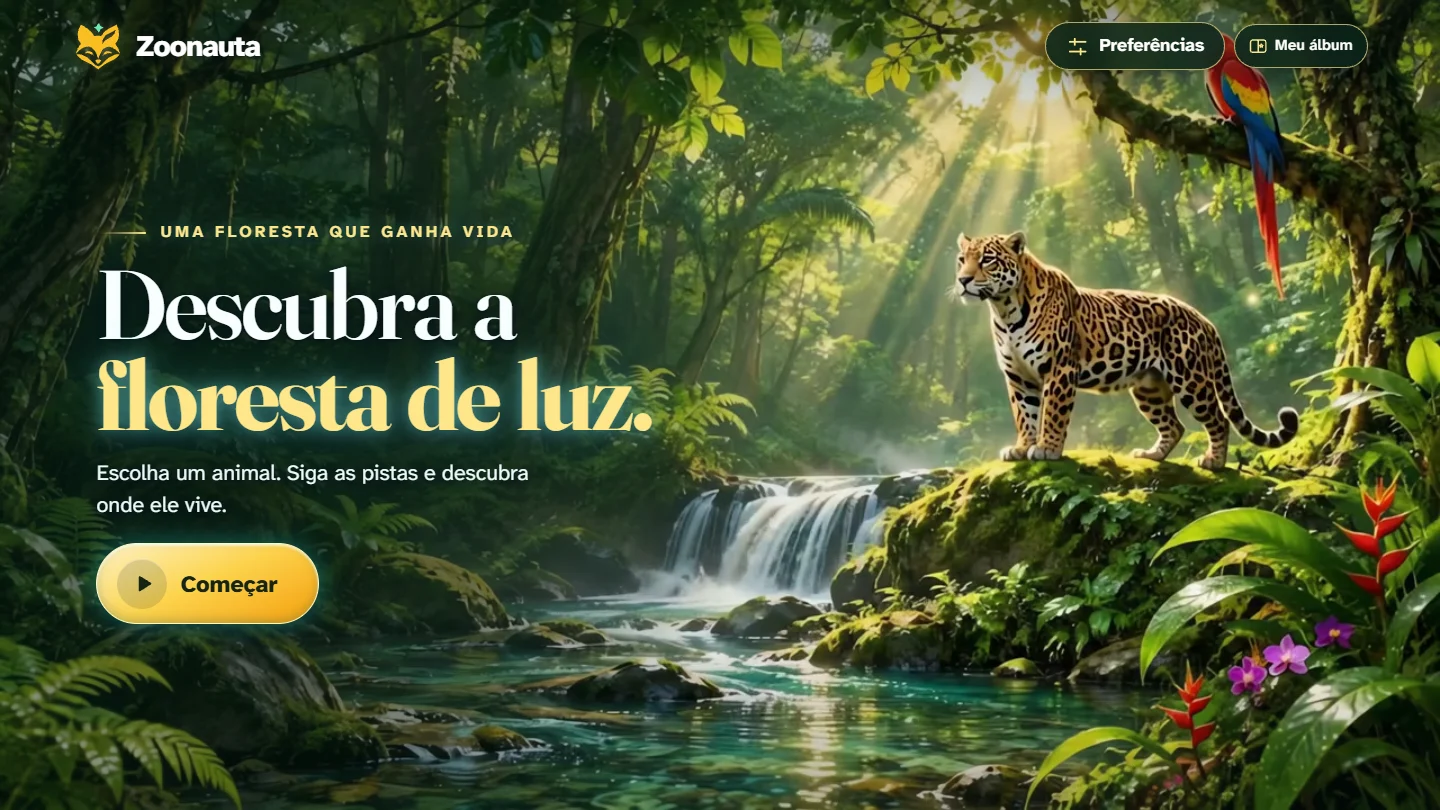 Zoonauta
Preferências
Meu álbum
UMA FLORESTA QUE GANHA VIDA
Descubra a
floresta de luz.
Escolha um animal. Siga as pistas e descubra
onde ele vive.
Começar